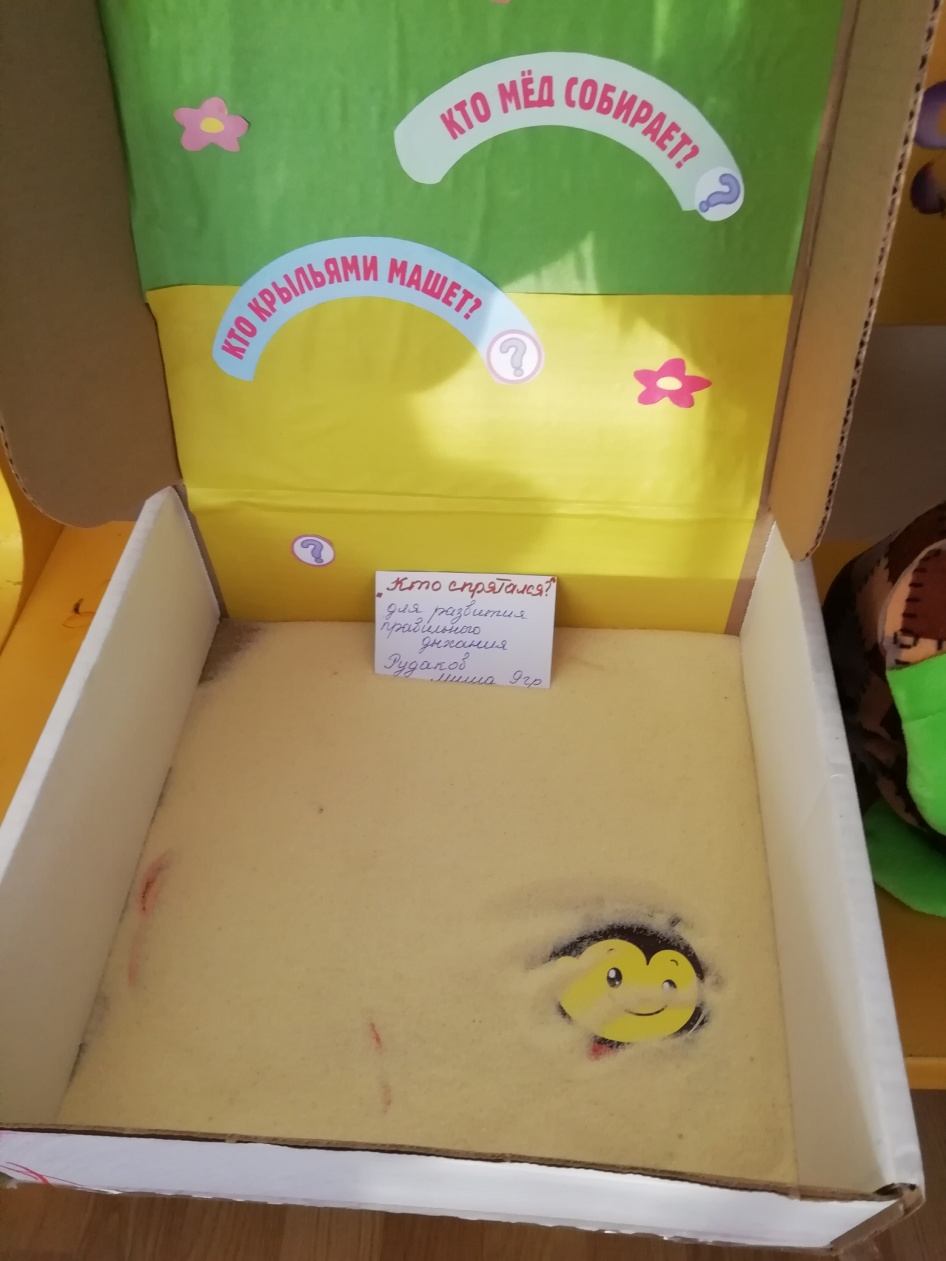 КТО МЁД СОБИРАЕТ?
?
КТО КРЫЛЬЯМИ МАШЕТ?
?
?
„Кто спрятался?"
для развития
правильного
дыхания
Рудаков
Миша 9гр